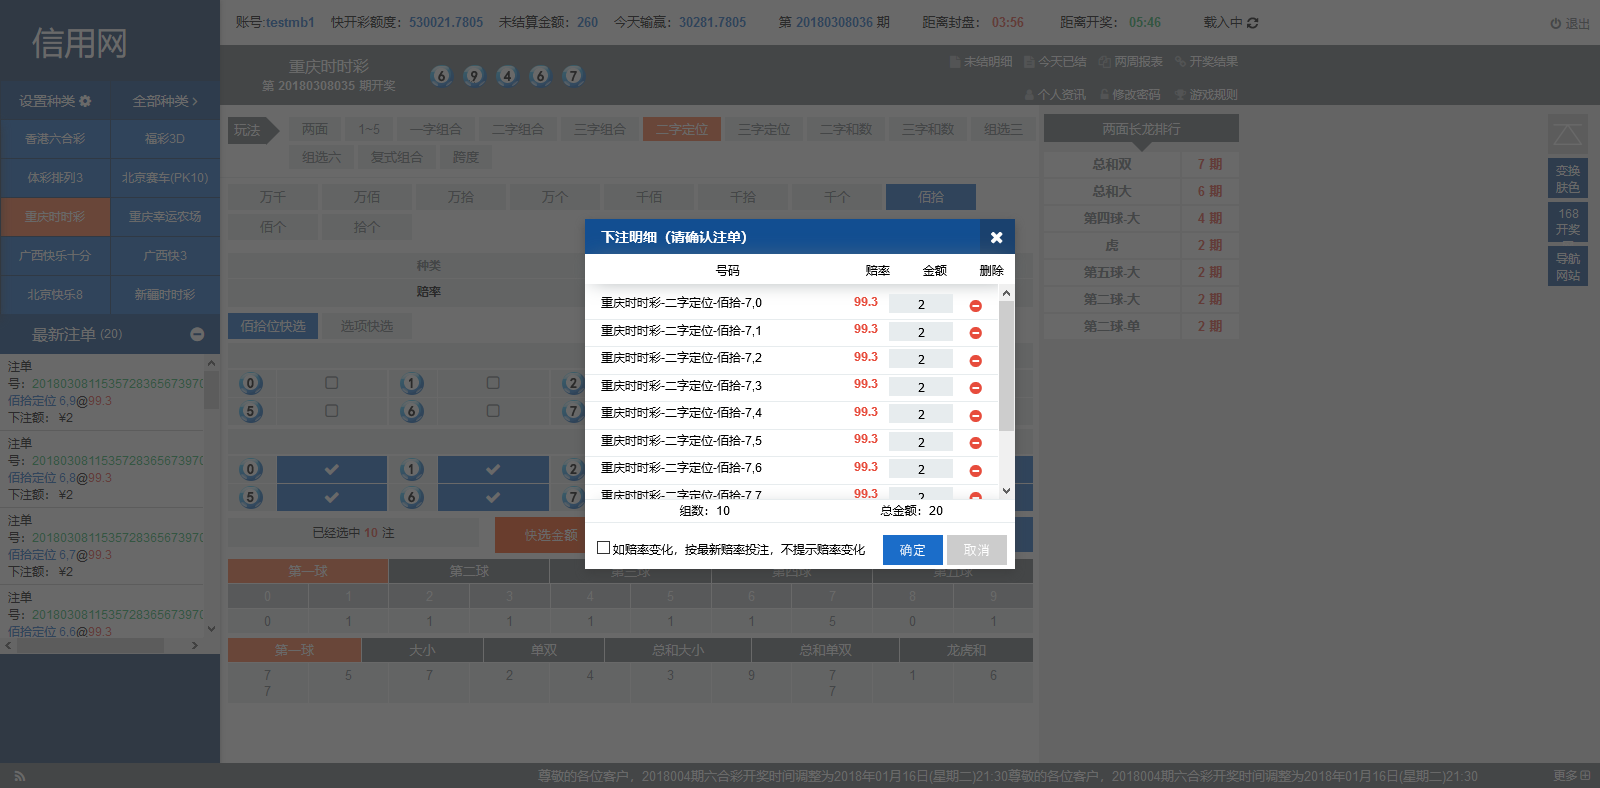 信用网
账号:testmb1 快开彩额度：530021.7805 未结算金额：260 今天输赢：30281.7805 第 20180308036 期 距离封盘： 03:56 距离开奖： 05:46 载入中
退出
重庆时时彩
第 20180308035 期开奖
6 9 4 6 7
未结明细 今天已结 两周报表 开奖结果
个人资讯 修改密码 游戏规则
设置种类 全部种类
香港六合彩 福彩3D
体彩排列3 北京赛车(PK10)
重庆时时彩 重庆幸运农场
广西快乐十分 广西快3
北京快乐8 新疆时时彩
最新注单 (20)
注单
号：20180308115357283656739​70
佰拾定位 6,9@99.3
下注额： ¥2
注单
号：2018030811535728365673970
佰拾定位 6,8@99.3
下注额： ¥2
注单
号：2018030811535728365673970
佰拾定位 6,7@99.3
下注额： ¥2
注单
号：2018030811535728365673970
佰拾定位 6,6@99.3
玩法 两面 1~5 一字组合 二字组合 三字组合 二字定位 三字定位 二字和数 三字和数 组选三
组选六 复式组合 跨度
万千 万佰 万拾 万个 千佰 千拾 千个 佰拾
佰个 拾个
种类
赔率
佰拾位快选 选项快选
0 1 2
5 6 7
0 1 2
5 6 7
已经选中 10 注 快选金额
第一球 第二球 第三球 第四球 第五球
0 1 2 3 4 5 6 7 8 9
0 1 1 1 1 1 1 5 0 1
第一球 大小 单双 总和大小 总和单双 龙虎和
7 5 7 2 4 3 9 7 1 6
7 7
下注明细（请确认注单）
号码 赔率 金额 删除
重庆时时彩-二字定位-佰拾-7,0 99.3 2
重庆时时彩-二字定位-佰拾-7,1 99.3 2
重庆时时彩-二字定位-佰拾-7,2 99.3 2
重庆时时彩-二字定位-佰拾-7,3 99.3 2
重庆时时彩-二字定位-佰拾-7,4 99.3 2
重庆时时彩-二字定位-佰拾-7,5 99.3 2
重庆时时彩-二字定位-佰拾-7,6 99.3 2
重庆时时彩-二字定位-佰拾-7,7 99.3 2
组数：10 总金额：20
如赔率变化，按最新赔率投注，不提示赔率变化 确定 取消
两面长龙排行
总和双 7 期
总和大 6 期
第四球-大 4 期
虎 2 期
第五球-大 2 期
第二球-大 2 期
第二球-单 2 期
变换
肤色
168
开奖
导航
网站
尊敬的各位客户，2018004期六合彩开奖时间调整为2018年01月16日(星期二)21:30尊敬的各位客户，2018004期六合彩开奖时间调整为2018年01月16日(星期二)21:30
更多